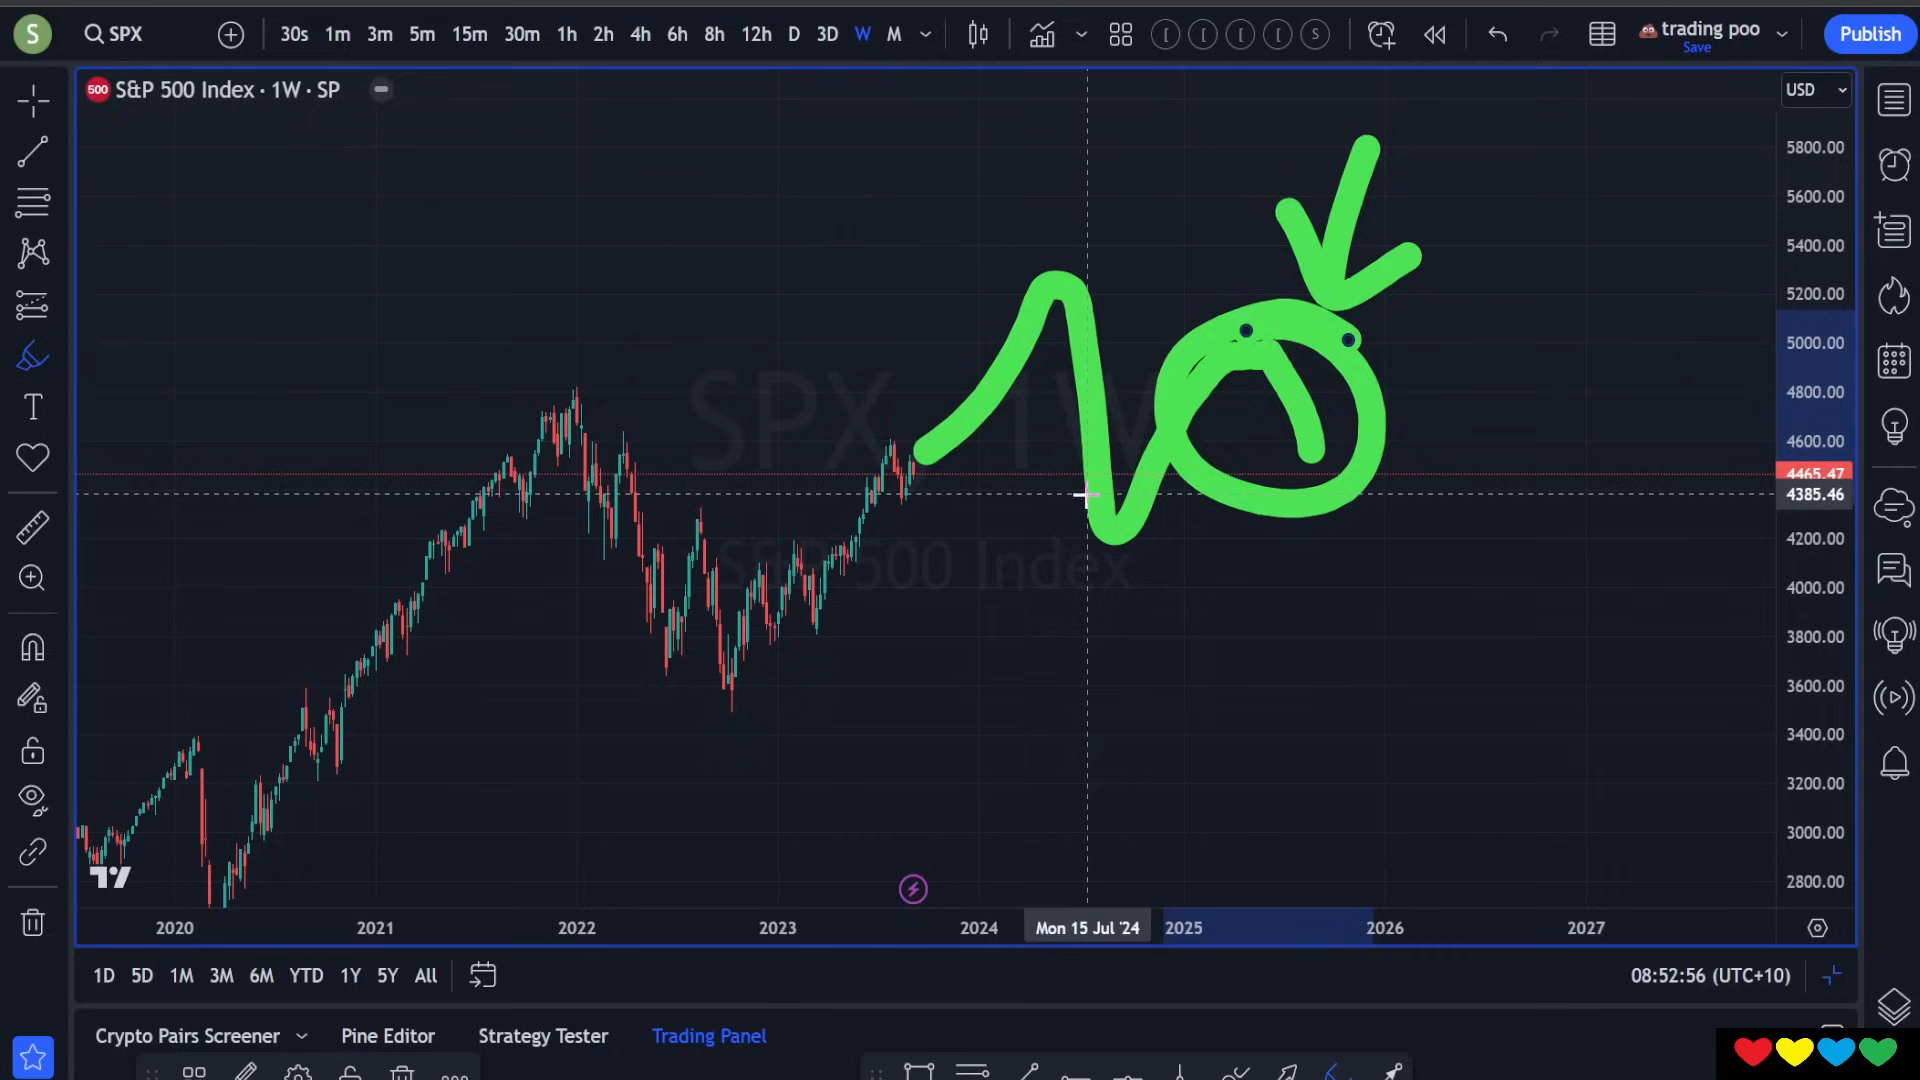 S
SPX
30s 1m 3m 5m 15m 30m 1h 2h 4h 6h 8h 12h D 3D W M
[ [ [ [ S
trading poo
Save
Publish
500 S&P 500 Index · 1W · SP
USD
SPX 1W
S&P 500 Index
5800.00
5600.00
5400.00
5200.00
5000.00
4800.00
4600.00
4465.47
4385.46
4200.00
4000.00
3800.00
3600.00
3400.00
3200.00
3000.00
2800.00
2020 2021 2022 2023 2024 Mon 15 Jul '24 2025 2026 2027
1D 5D 1M 3M 6M YTD 1Y 5Y All
08:52:56 (UTC+10)
Crypto Pairs Screener Pine Editor Strategy Tester Trading Panel